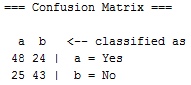 === Confusion Matrix ===
a b <-- classified as
48 24 | a = Yes
25 43 | b = No